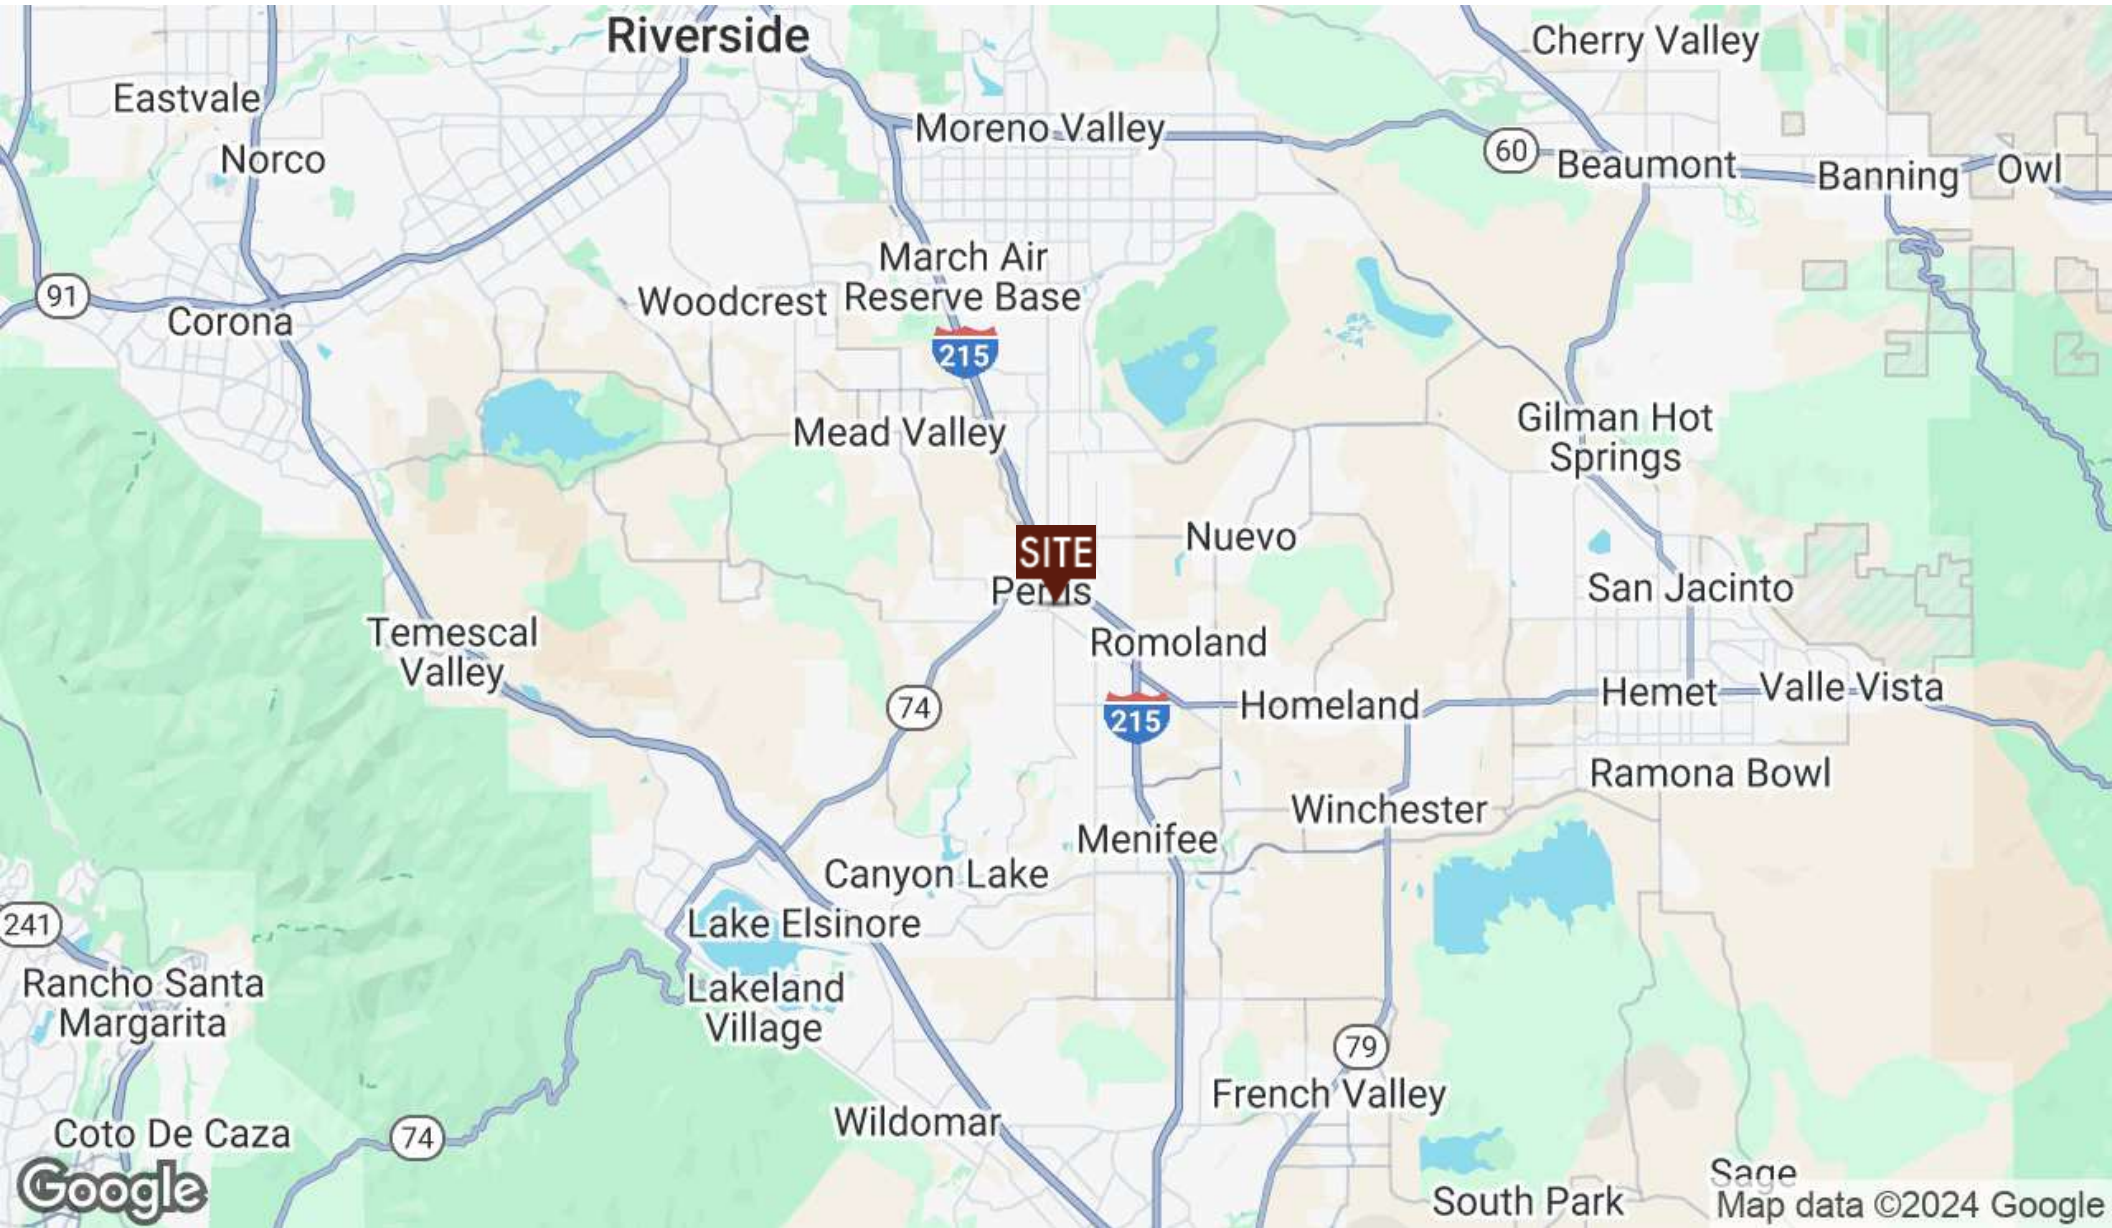 Riverside
Cherry Valley
Eastvale
Moreno Valley
Norco
60
Beaumont
Banning
Owl
March Air
Reserve Base
91
Woodcrest
Corona
215
Mead Valley
Gilman Hot
Springs
SITE
Nuevo
Perris
San Jacinto
Temescal
Valley
Romoland
74
215
Homeland
Hemet
Valle Vista
Ramona Bowl
Winchester
Menifee
Canyon Lake
241
Lake Elsinore
Rancho Santa
Margarita
Lakeland
Village
79
French Valley
Coto De Caza
74
Wildomar
Sage
Google
South Park
Map data ©2024 Google